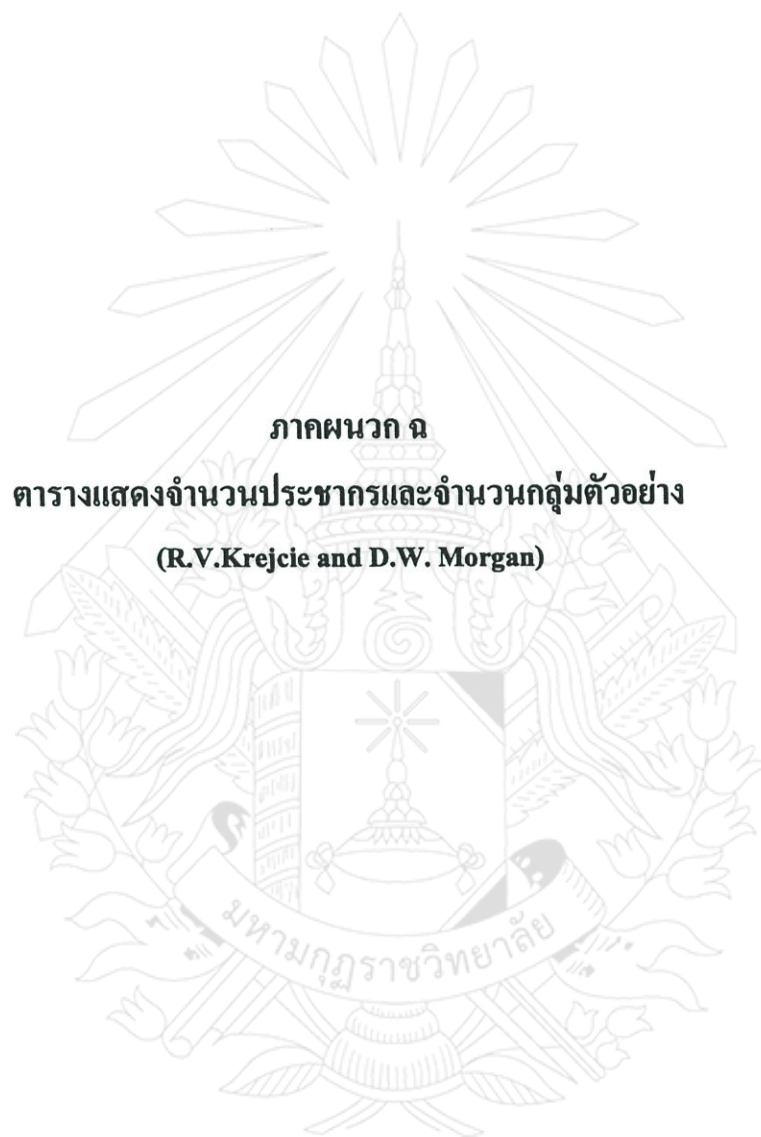 ภาคผนวก ฉ
ตารางแสดงจำนวนประชากรและจำนวนกลุ่มตัวอย่าง
(R.V.Krejcie and D.W. Morgan)
มหามกุฏราชวิทยาลัย